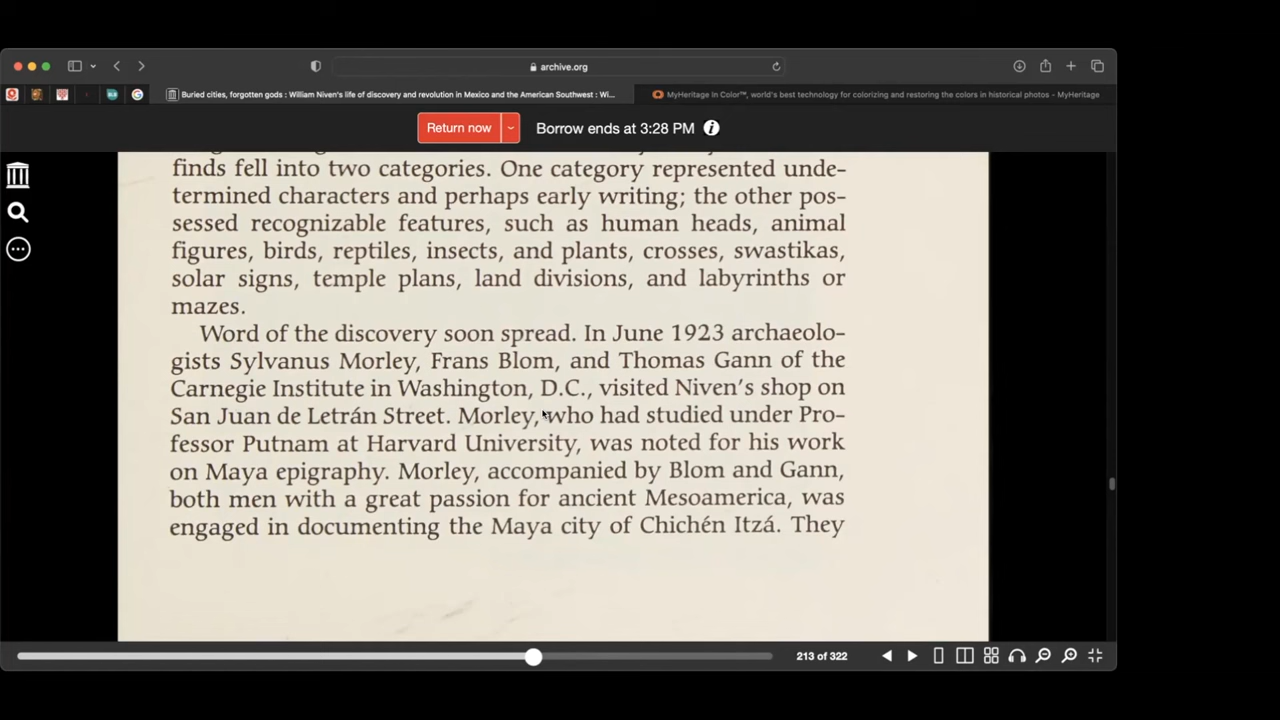 archive.org
Buried cities, forgotten gods : William Niven's life of discovery and revolution in Mexico and the American Southwest : Wi...
MyHeritage In Color™, world's best technology for colorizing and restoring the colors in historical photos - MyHeritage
Return now
Borrow ends at 3:28 PM
finds fell into two categories. One category represented unde-
termined characters and perhaps early writing; the other pos-
sessed recognizable features, such as human heads, animal
figures, birds, reptiles, insects, and plants, crosses, swastikas,
solar signs, temple plans, land divisions, and labyrinths or
mazes.
Word of the discovery soon spread. In June 1923 archaeolo-
gists Sylvanus Morley, Frans Blom, and Thomas Gann of the
Carnegie Institute in Washington, D.C., visited Niven's shop on
San Juan de Letrán Street. Morley, who had studied under Pro-
fessor Putnam at Harvard University, was noted for his work
on Maya epigraphy. Morley, accompanied by Blom and Gann,
both men with a great passion for ancient Mesoamerica, was
engaged in documenting the Maya city of Chichén Itzá. They
213 of 322